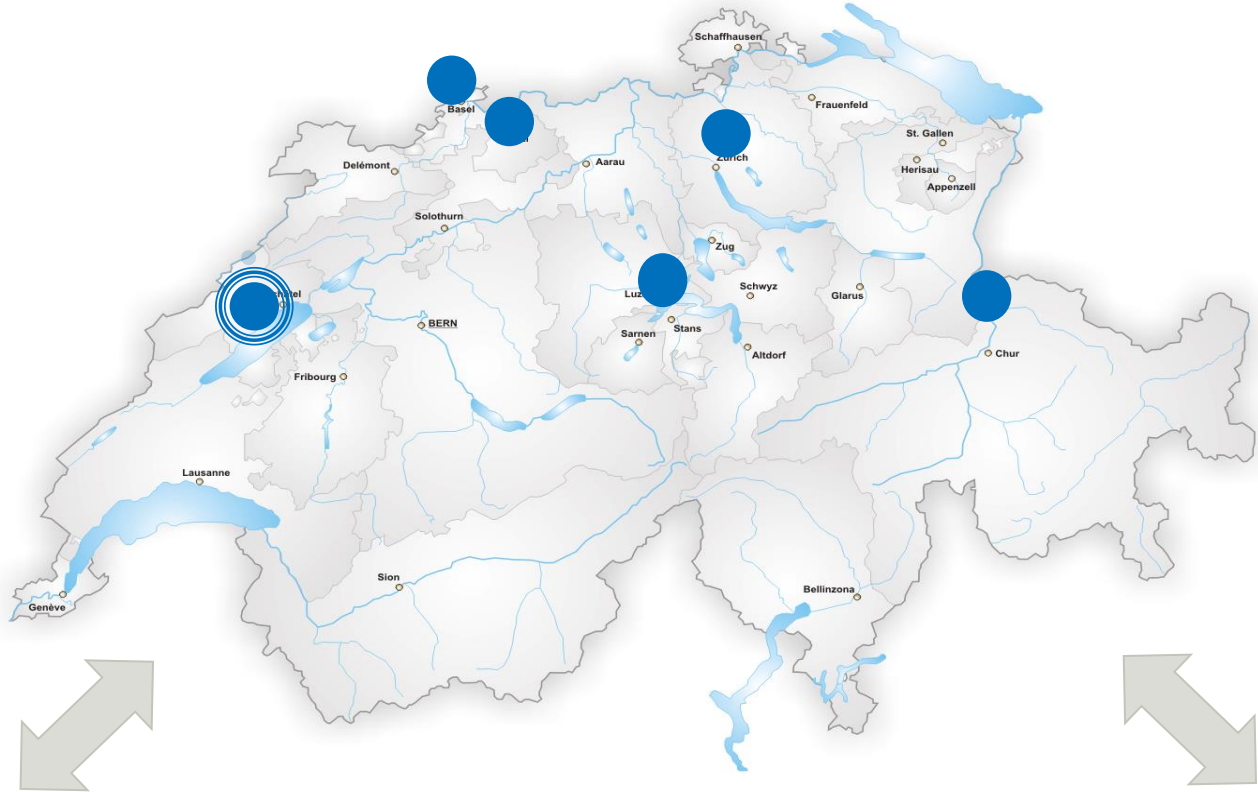 Schaffhausen
Basel
Frauenfeld
St. Gallen
Zürich
Aarau
Delémont
Herisau
Appenzell
Solothurn
Zug
Schwyz
Glarus
BERN
Stans
Sarnen
Altdorf
Chur
Fribourg
Lausanne
Sion
Bellinzona
Genève